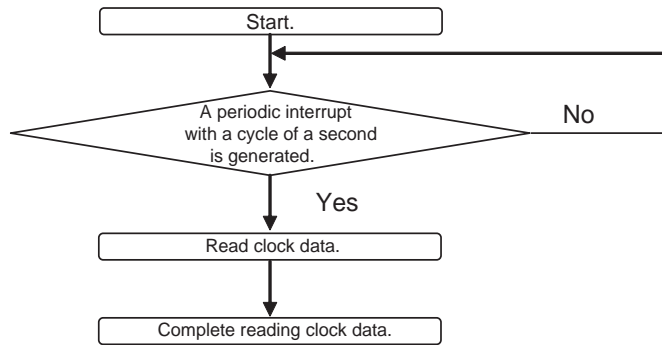 Start.
A periodic interrupt
with a cycle of a second
is generated.
No
Yes
Read clock data.
Complete reading clock data.